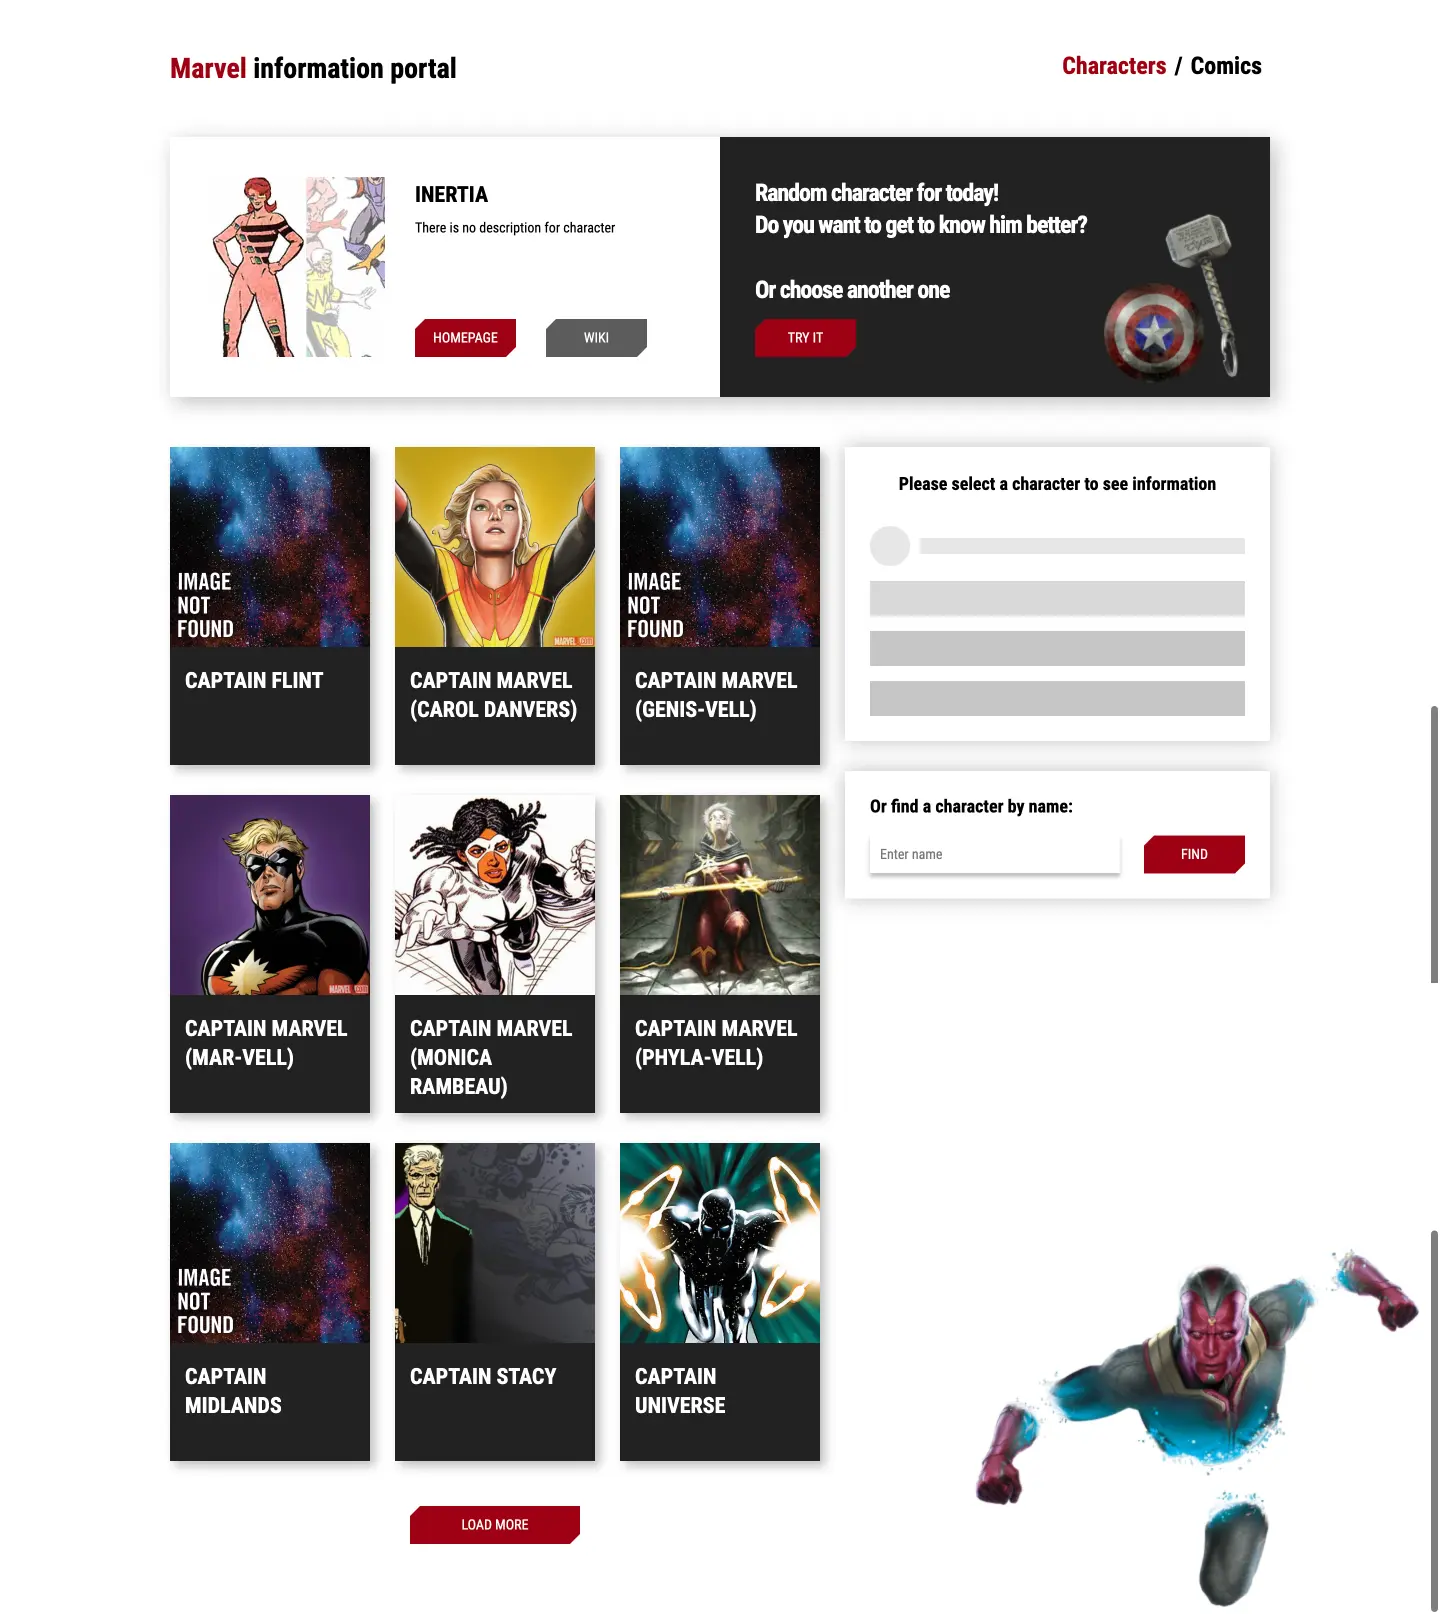 Marvel information portal
Characters / Comics
INERTIA
There is no description for character
HOMEPAGE
WIKI
Random character for today!
Do you want to get to know him better?
Or choose another one
TRY IT
IMAGE
NOT
FOUND
CAPTAIN FLINT
MARVEL.COM
CAPTAIN MARVEL
(CAROL DANVERS)
IMAGE
NOT
FOUND
CAPTAIN MARVEL
(GENIS-VELL)
Please select a character to see information
Or find a character by name:
Enter name
FIND
MARVEL.COM
CAPTAIN MARVEL
(MAR-VELL)
CAPTAIN MARVEL
(MONICA
RAMBEAU)
CAPTAIN MARVEL
(PHYLA-VELL)
IMAGE
NOT
FOUND
CAPTAIN
MIDLANDS
CAPTAIN STACY
CAPTAIN
UNIVERSE
LOAD MORE